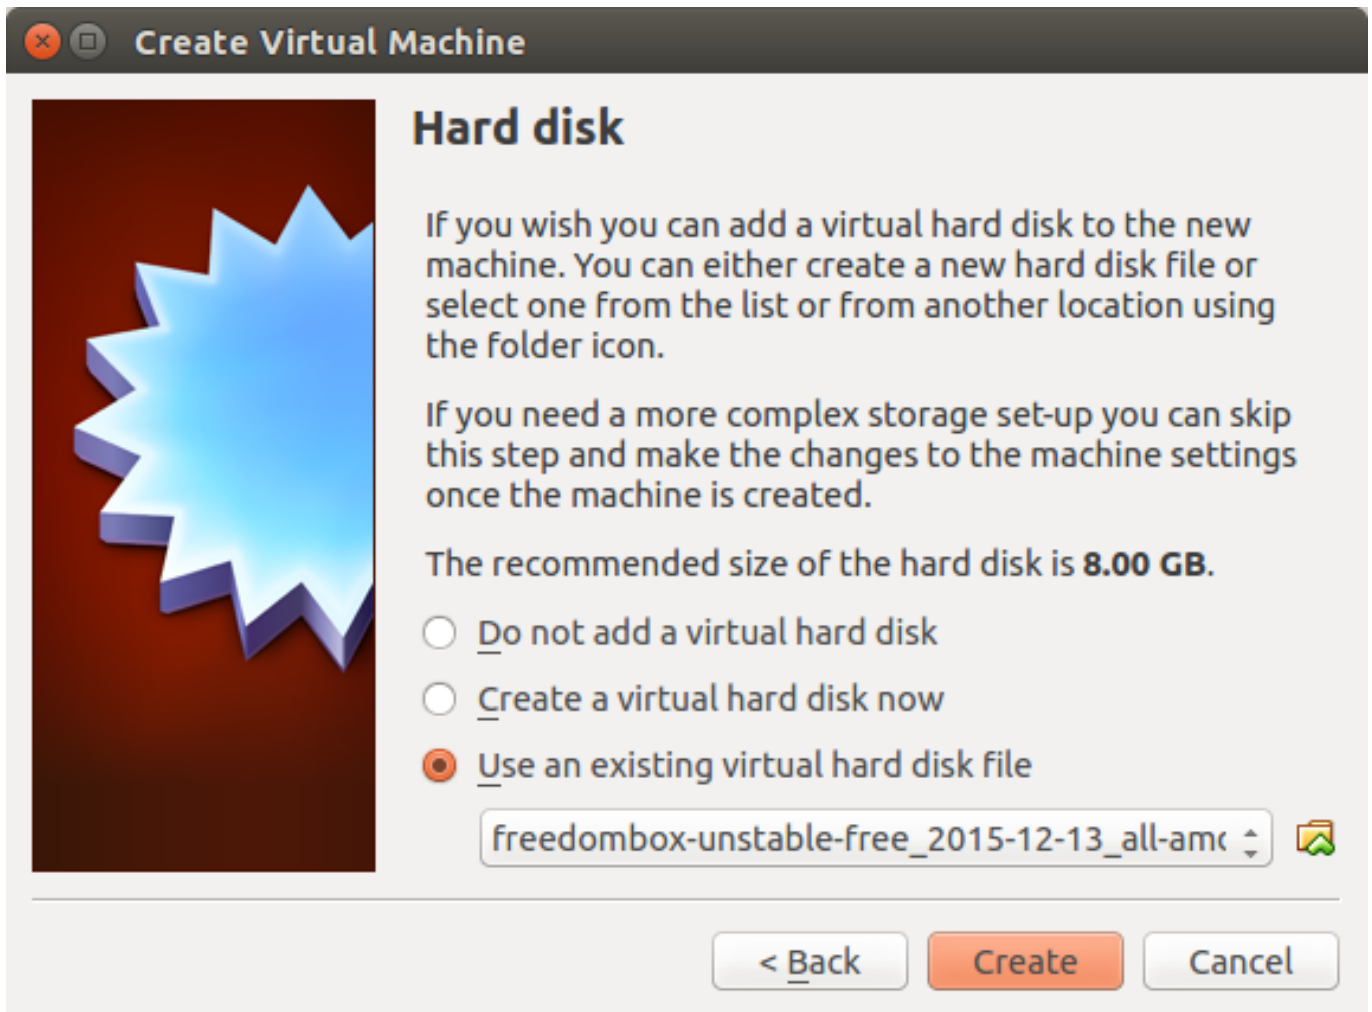 Create Virtual Machine
Hard disk
If you wish you can add a virtual hard disk to the new
machine. You can either create a new hard disk file or
select one from the list or from another location using
the folder icon.
If you need a more complex storage set-up you can skip
this step and make the changes to the machine settings
once the machine is created.
The recommended size of the hard disk is 8.00 GB.
Do not add a virtual hard disk
Create a virtual hard disk now
Use an existing virtual hard disk file
freedombox-unstable-free_2015-12-13_all-am
< Back
Create
Cancel